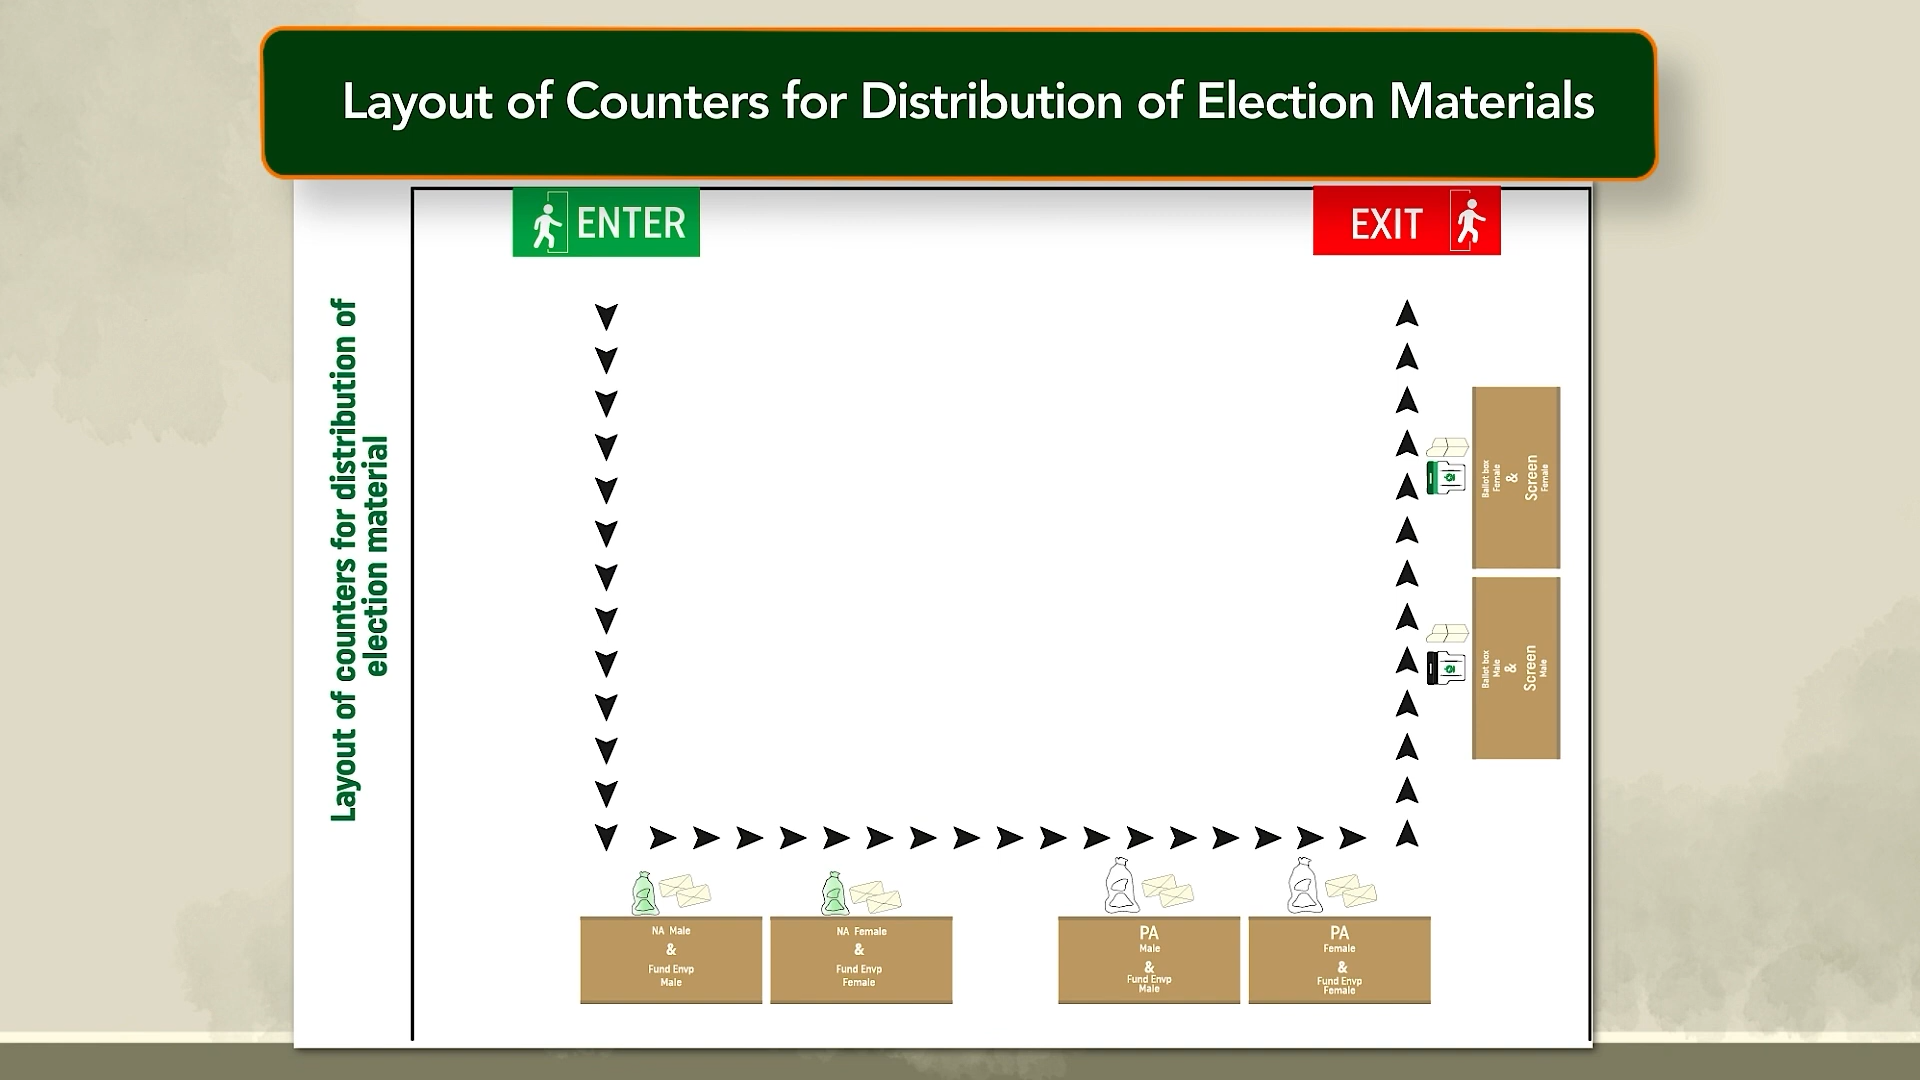 Layout of Counters for Distribution of Election Materials
ENTER
EXIT
Layout of counters for distribution of
election material
Ballot box
Female
&
Screen
Female
Ballot box
Male
&
Screen
Male
NA Male
&
Fund Envp
Male
NA Female
&
Fund Envp
Female
PA
Male
&
Fund Envp
Male
PA
Female
&
Fund Envp
Female